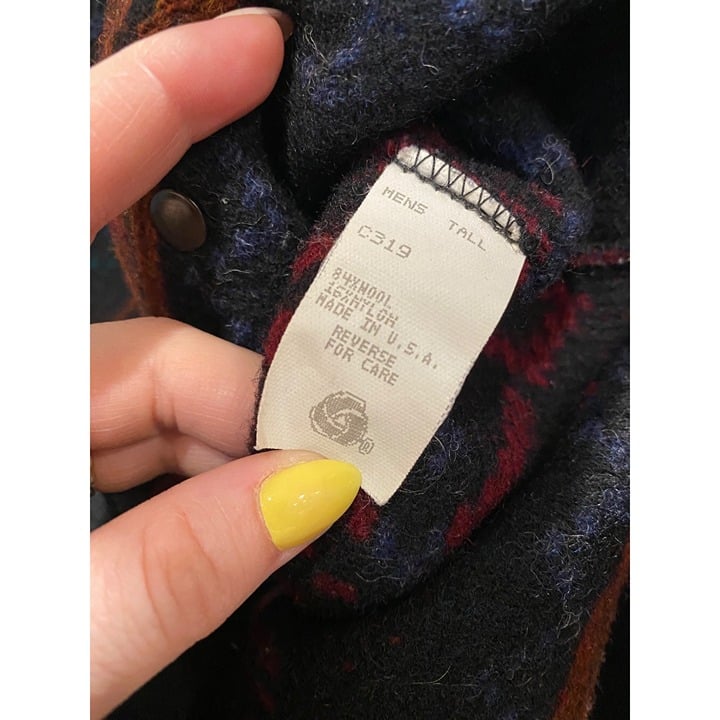 MENS TALL
C319
84%WOOL
16%NYLON
MADE IN U.S.A.
REVERSE
FOR CARE
®